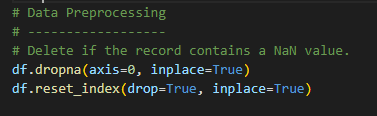 # Data Preprocessing
# ------------------
# Delete if the record contains a NaN value.
df.dropna(axis=0, inplace=True)
df.reset_index(drop=True, inplace=True)